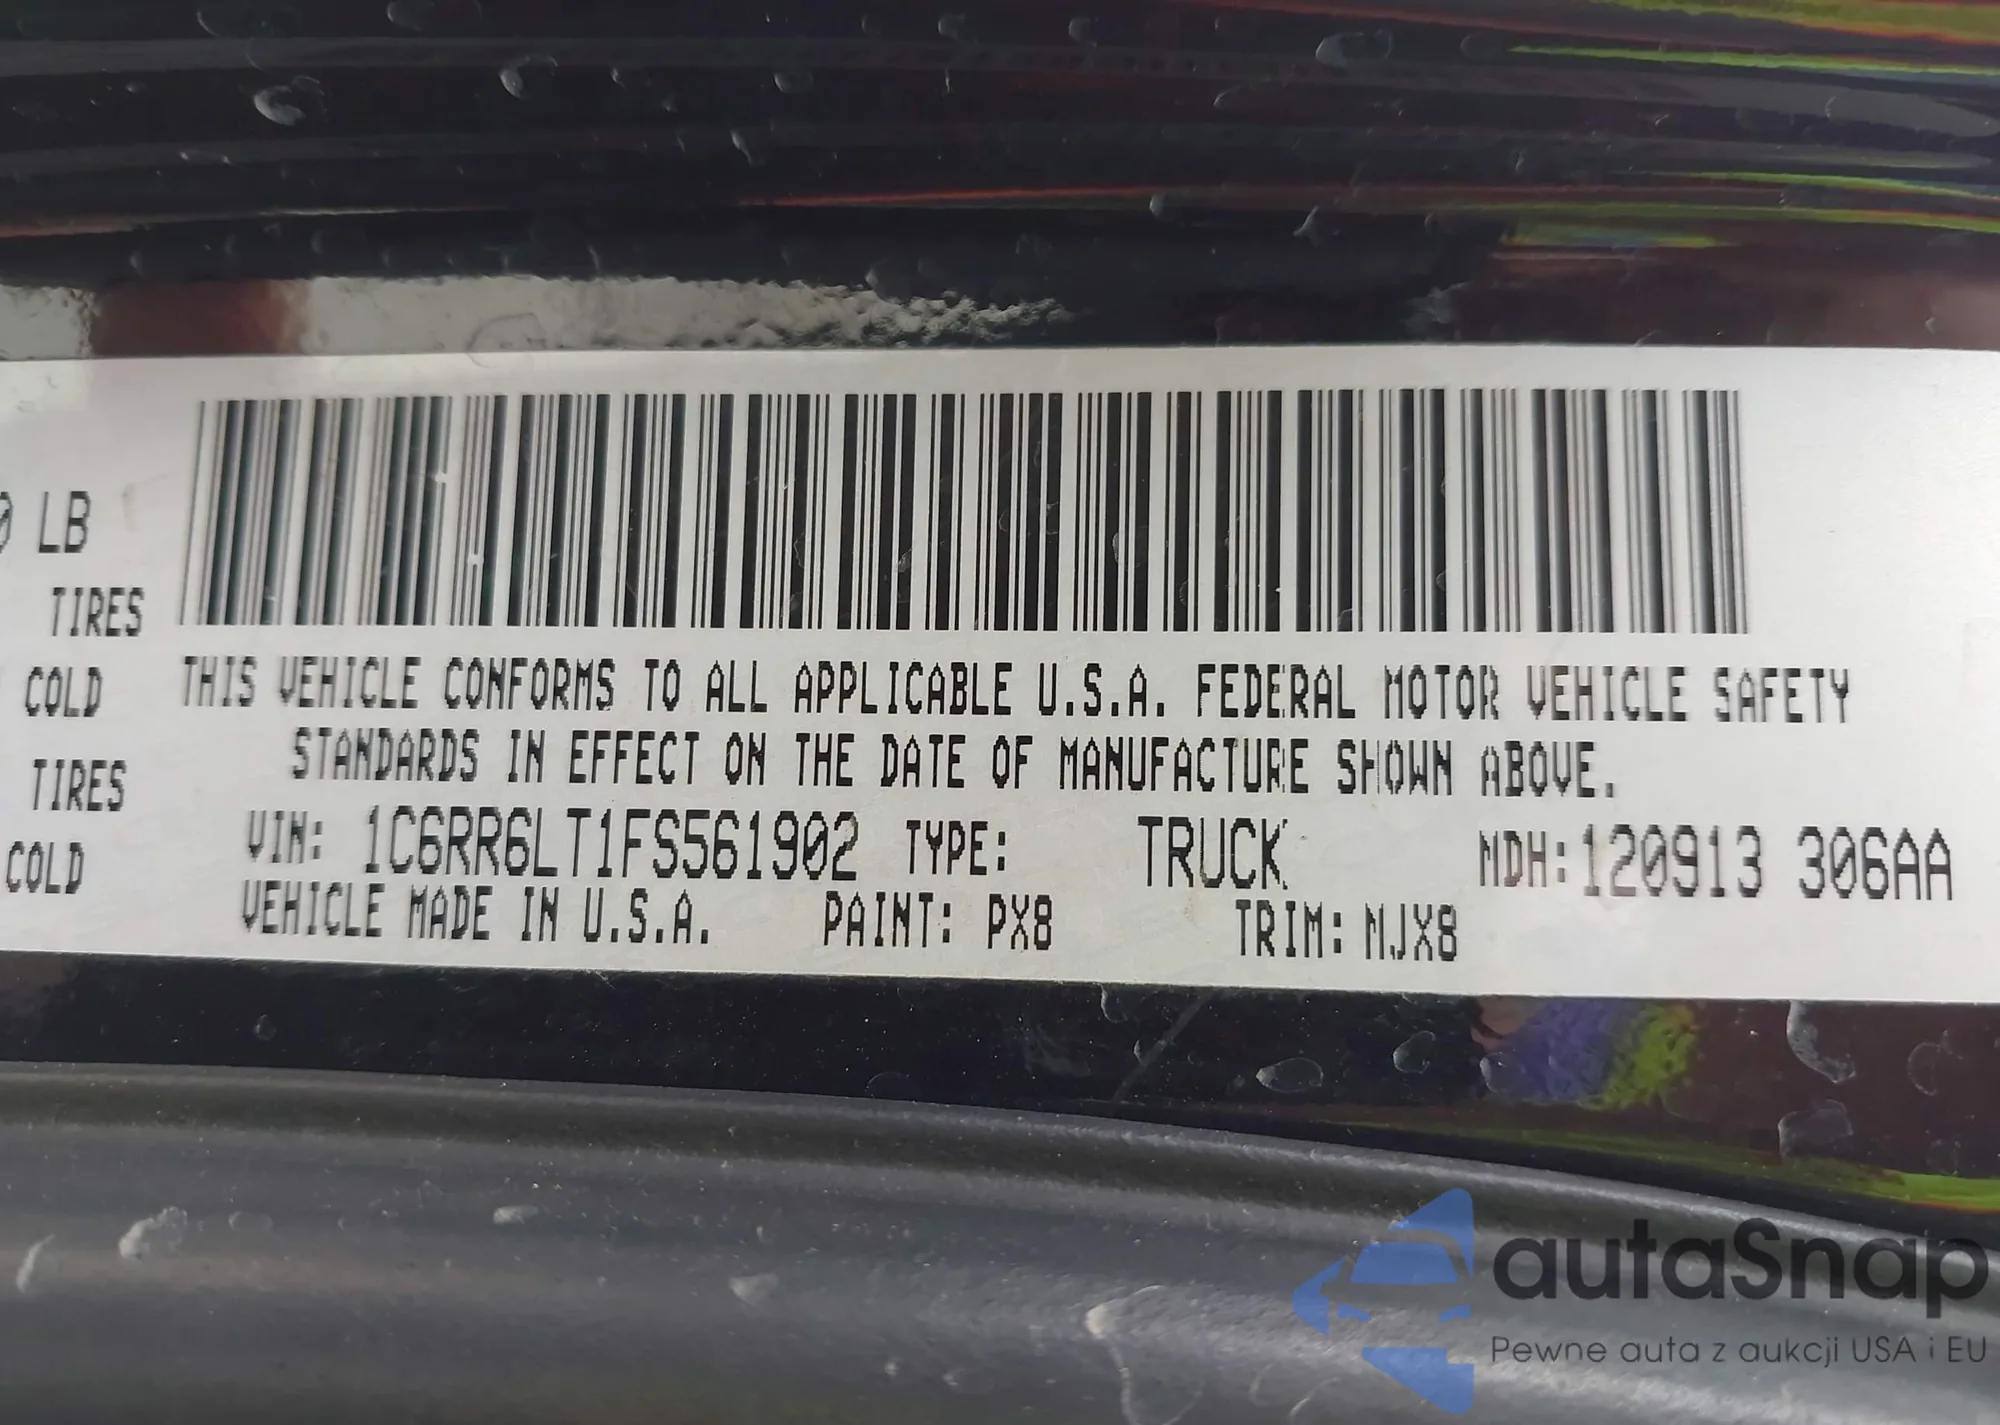 0 LB
TIRES
COLD
TIRES
COLD
THIS VEHICLE CONFORMS TO ALL APPLICABLE U.S.A. FEDERAL MOTOR VEHICLE SAFETY
STANDARDS IN EFFECT ON THE DATE OF MANUFACTURE SHOWN ABOVE.
VIN: 1C6RR6LT1FS561902 TYPE: TRUCK MDH:120913 306AA
VEHICLE MADE IN U.S.A. PAINT: PX8 TRIM: MJX8
autaSnap
Pewne auta z aukcji USA i EU